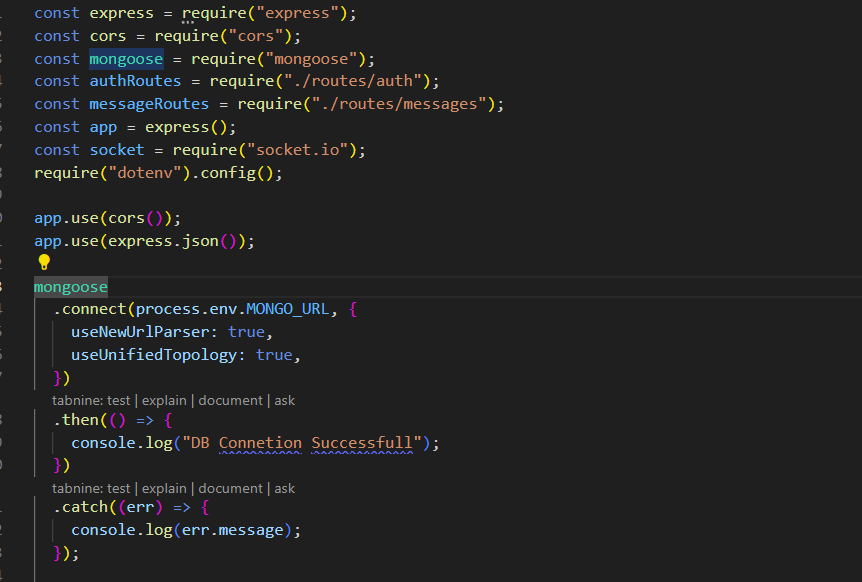 const express = require("express");
const cors = require("cors");
const mongoose = require("mongoose");
const authRoutes = require("./routes/auth");
const messageRoutes = require("./routes/messages");
const app = express();
const socket = require("socket.io");
require("dotenv").config();
app.use(cors());
app.use(express.json());
mongoose
.connect(process.env.MONGO_URL, {
useNewUrlParser: true,
useUnifiedTopology: true,
})
tabnine: test | explain | document | ask
.then(() => {
console.log("DB Connetion Successfull");
})
tabnine: test | explain | document | ask
.catch((err) => {
console.log(err.message);
});